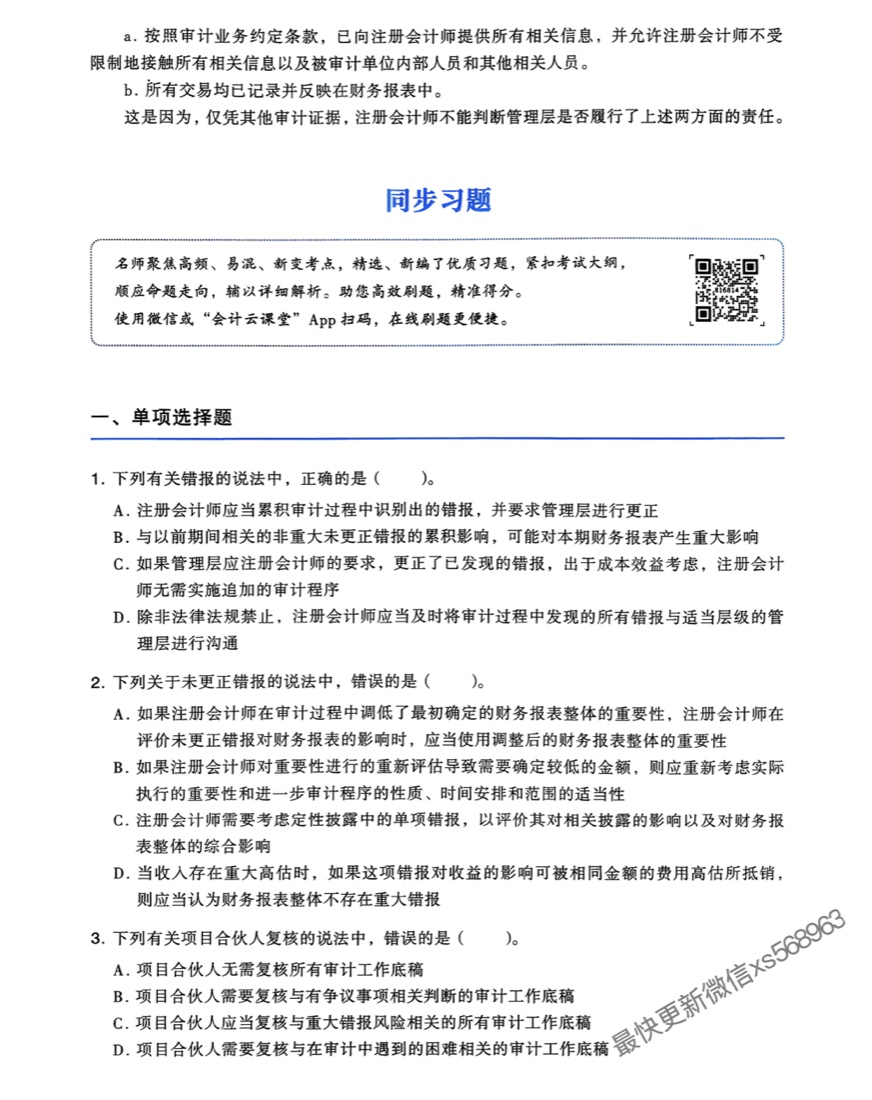 a. 按照审计业务约定条款，已向注册会计师提供所有相关信息，并允许注册会计师不受
限制地接触所有相关信息以及被审计单位内部人员和其他相关人员。
b. 所有交易均已记录并反映在财务报表中。
这是因为，仅凭其他审计证据，注册会计师不能判断管理层是否履行了上述两方面的责任。
同步习题
名师聚焦高频、易混、新变考点，精选、新编了优质习题，紧扣考试大纲，
顺应命题走向，辅以详细解析。助您高效刷题，精准得分。
使用微信或“会计云课堂”App 扫码，在线刷题更便捷。
816814
一、单项选择题
1. 下列有关错报的说法中，正确的是（　　）。
A. 注册会计师应当累积审计过程中识别出的错报，并要求管理层进行更正
B. 与以前期间相关的非重大未更正错报的累积影响，可能对本期财务报表产生重大影响
C. 如果管理层应注册会计师的要求，更正了已发现的错报，出于成本效益考虑，注册会计
师无需实施追加的审计程序
D. 除非法律法规禁止，注册会计师应当及时将审计过程中发现的所有错报与适当层级的管
理层进行沟通
2. 下列关于未更正错报的说法中，错误的是（　　）。
A. 如果注册会计师在审计过程中调低了最初确定的财务报表整体的重要性，注册会计师在
评价未更正错报对财务报表的影响时，应当使用调整后的财务报表整体的重要性
B. 如果注册会计师对重要性进行的重新评估导致需要确定较低的金额，则应重新考虑实际
执行的重要性和进一步审计程序的性质、时间安排和范围的适当性
C. 注册会计师需要考虑定性披露中的单项错报，以评价其对相关披露的影响以及对财务报
表整体的综合影响
D. 当收入存在重大高估时，如果这项错报对收益的影响可被相同金额的费用高估所抵销，
则应当认为财务报表整体不存在重大错报
3. 下列有关项目合伙人复核的说法中，错误的是（　　）。
A. 项目合伙人无需复核所有审计工作底稿
B. 项目合伙人需要复核与有争议事项相关判断的审计工作底稿
C. 项目合伙人应当复核与重大错报风险相关的所有审计工作底稿
D. 项目合伙人需要复核与在审计中遇到的困难相关的审计工作底稿
最快更新微信xs568963